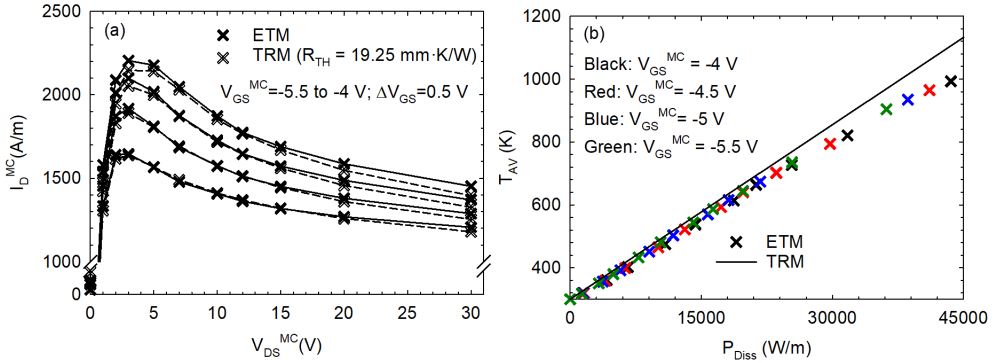 (a)
ETM
TRM (R_TH = 19.25 mm·K/W)
V_GS^MC=-5.5 to -4 V; ΔV_GS=0.5 V
I_D^MC(A/m)
2500
2000
1500
1000
0
0 5 10 15 20 25 30
V_DS^MC(V)
(b)
Black: V_GS^MC = -4 V
Red: V_GS^MC = -4.5 V
Blue: V_GS^MC = -5 V
Green: V_GS^MC = -5.5 V
ETM
TRM
T_AV (K)
1200
1000
800
600
400
0 15000 30000 45000
P_Diss (W/m)